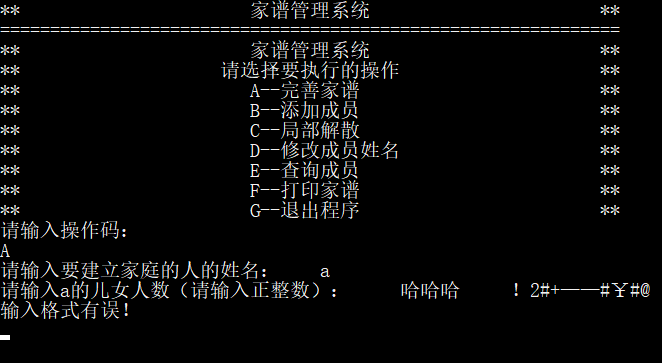 ** 家谱管理系统 **
==============================================================
** 家谱管理系统 **
** 请选择要执行的操作 **
** A--完善家谱 **
** B--添加成员 **
** C--局部解散 **
** D--修改成员姓名 **
** E--查询成员 **
** F--打印家谱 **
** G--退出程序 **
请输入操作码:
A
请输入要建立家庭的人的姓名: a
请输入a的儿女人数（请输入正整数）: 哈哈哈 ！2#+——#￥#@
输入格式有误!